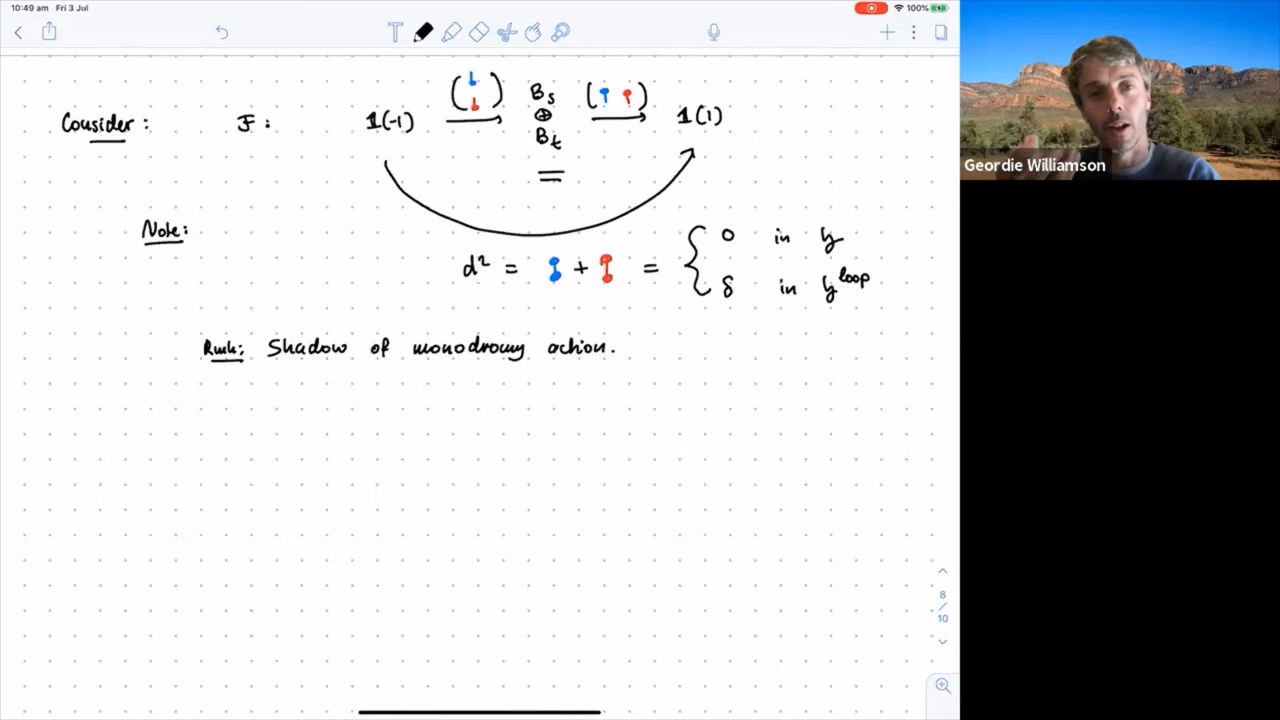 10:49 am Fri 3 Jul
100%
T
Consider: F: 𝟙(-1) → B_s ⊕ B_t → 𝟙(1)
Geordie Williamson
Note:
d² = + = { 0 in H
δ in H^loop
Rmk: Shadow of monodromy action.
8
/
10